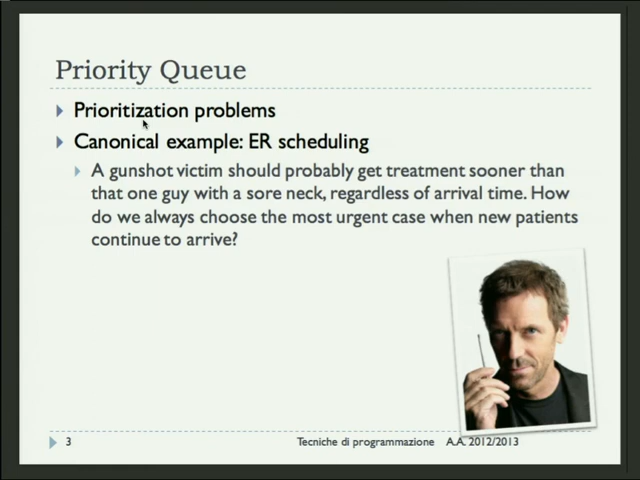 Priority Queue
Prioritization problems
Canonical example: ER scheduling
A gunshot victim should probably get treatment sooner than
that one guy with a sore neck, regardless of arrival time. How
do we always choose the most urgent case when new patients
continue to arrive?
3
Tecniche di programmazione A.A. 2012/2013